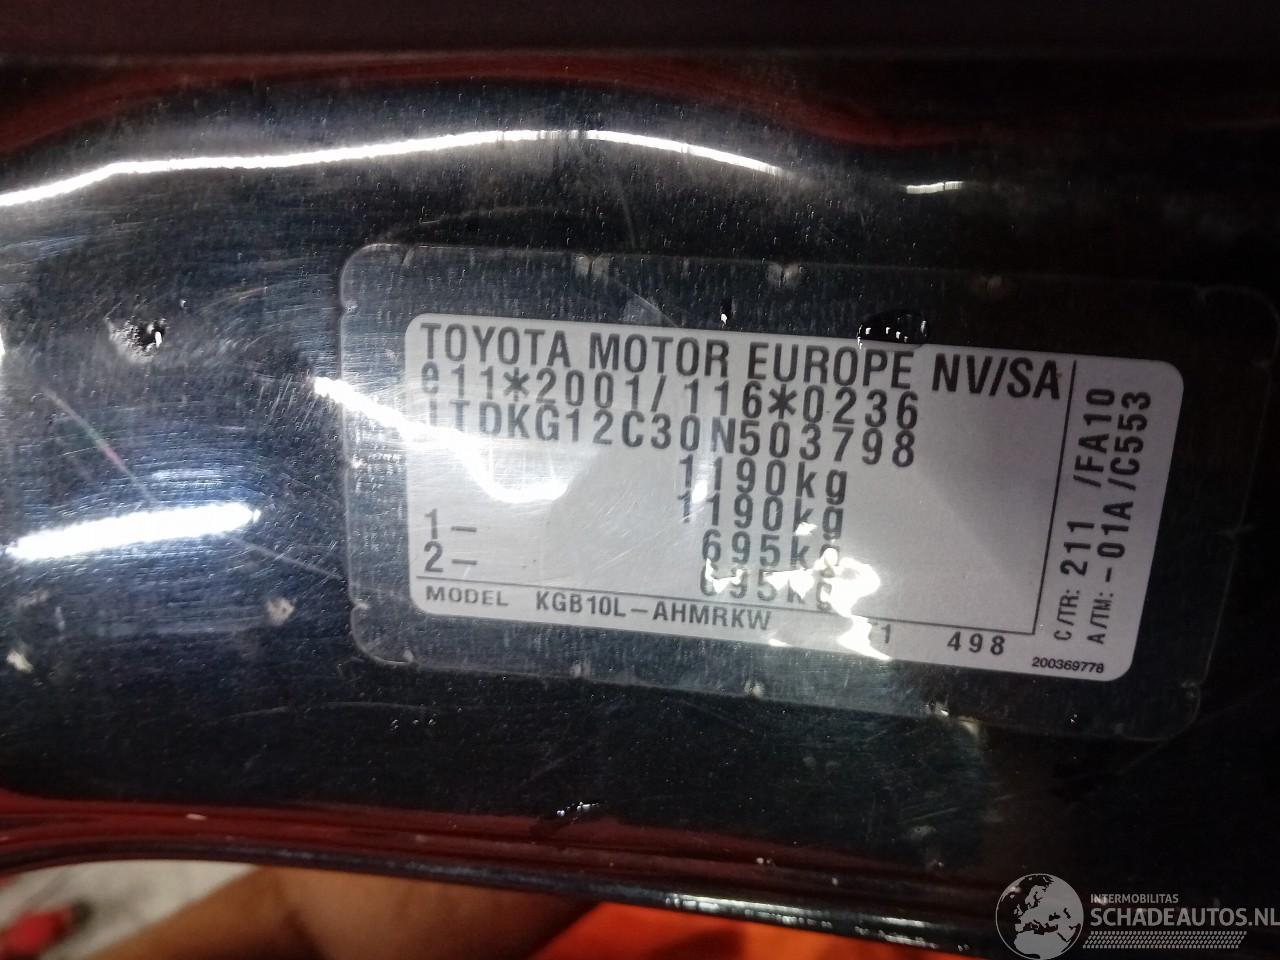 TOYOTA MOTOR EUROPE NV/SA
e11*2001/116*0236
JTDKG12C30N503798
1190kg
1190kg
1- 695kg
2- 695kg
MODEL KGB10L-AHMRKW
498
200369778
C/TR: 211 /FA10
A/TM: -01A /C553
INTERMOBILITAS
SCHADEAUTOS.NL